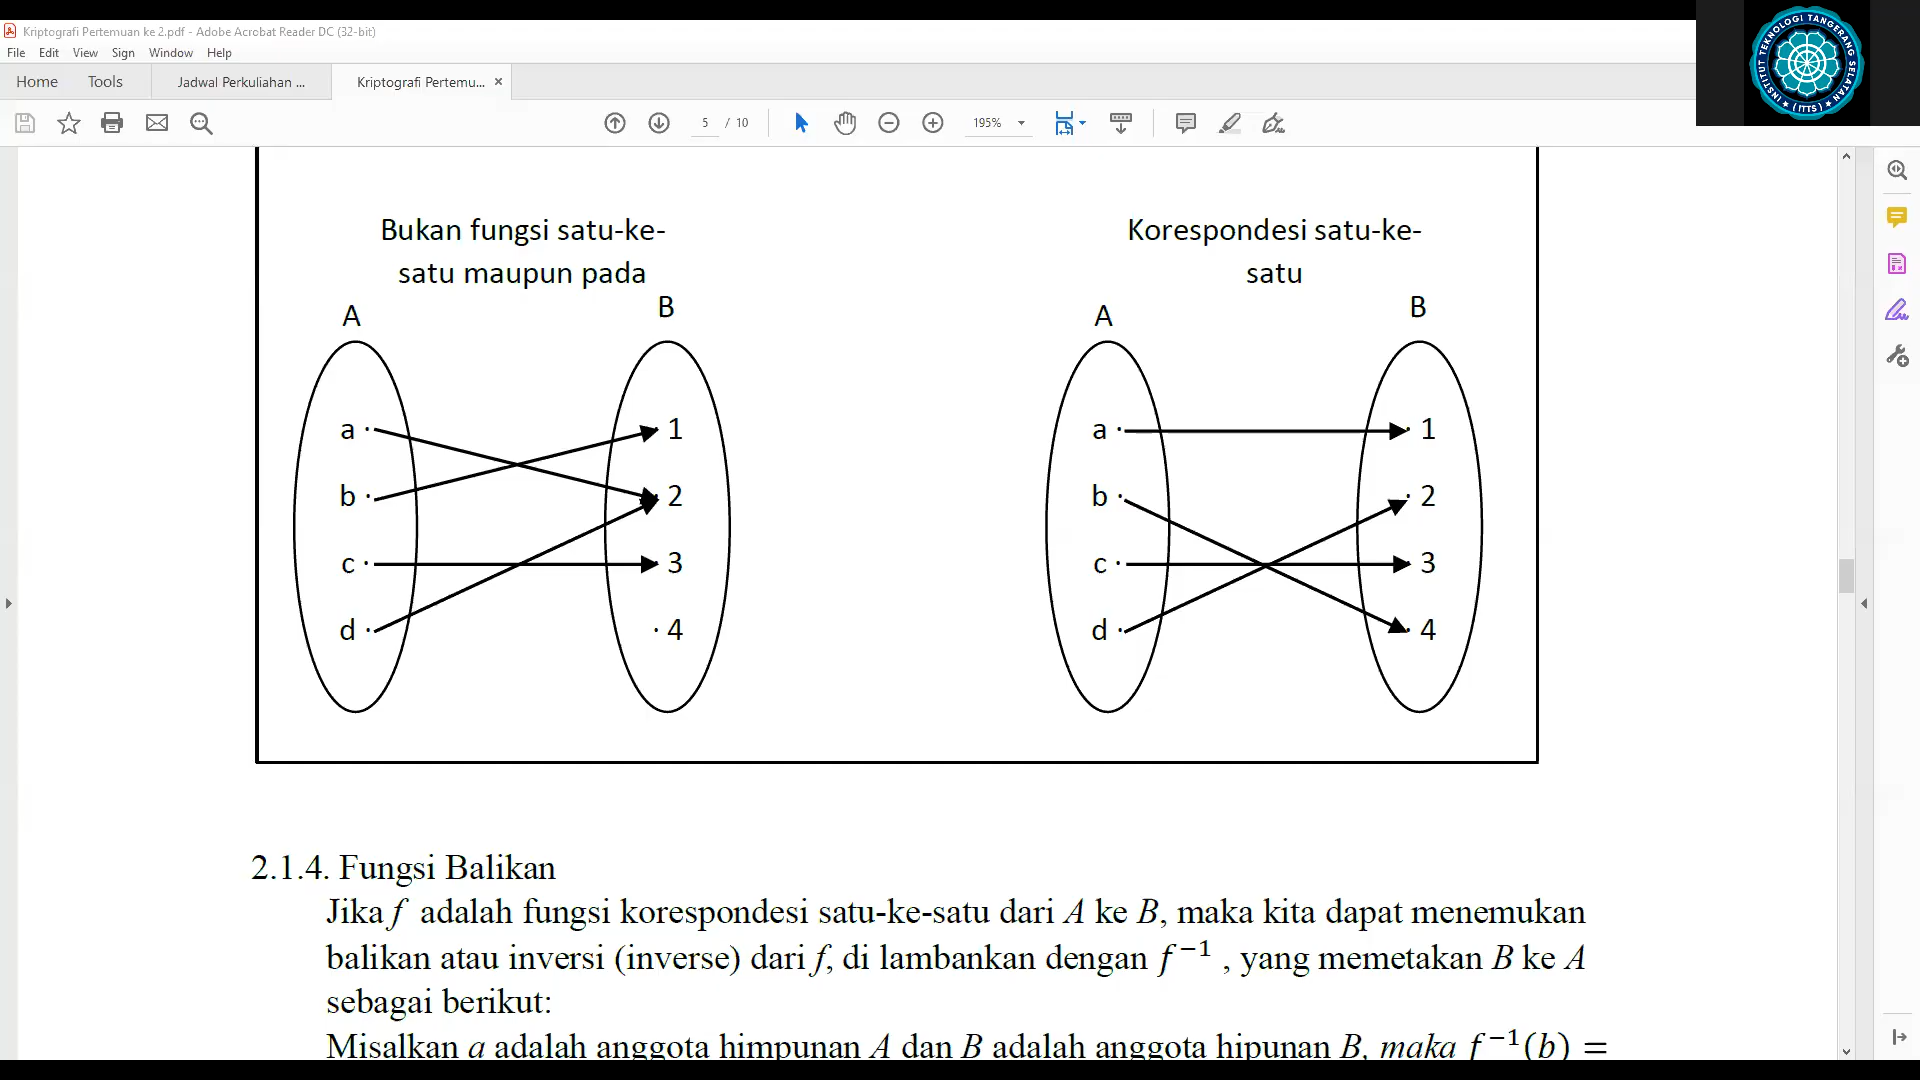 Kriptografi Pertemuan ke 2.pdf - Adobe Acrobat Reader DC (32-bit)
File Edit View Sign Window Help
Home Tools Jadwal Perkuliahan ... Kriptografi Pertemu... ×
5 / 10 195%
INSTITUT TEKNOLOGI TANGERANG SELATAN
(ITTS)
Bukan fungsi satu-ke-
satu maupun pada
A B
a · · 1
b · · 2
c · · 3
d · · 4
Korespondesi satu-ke-
satu
A B
a · · 1
b · · 2
c · · 3
d · · 4
2.1.4. Fungsi Balikan
Jika f adalah fungsi korespondesi satu-ke-satu dari A ke B, maka kita dapat menemukan
balikan atau inversi (inverse) dari f, di lambankan dengan f⁻¹ , yang memetakan B ke A
sebagai berikut:
Misalkan a adalah anggota himpunan A dan B adalah anggota hipunan B, maka f⁻¹(b) =